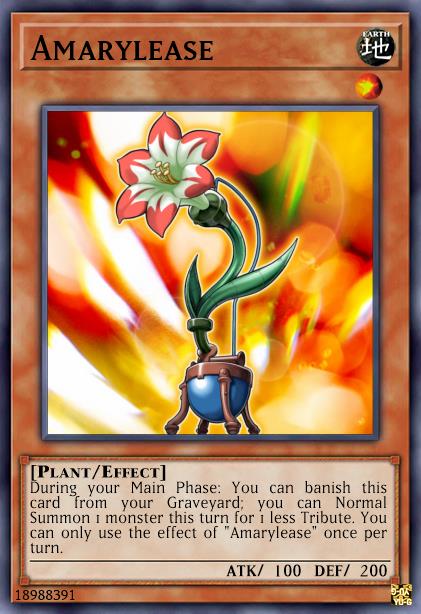 AMARYLEASE
EARTH
地
[PLANT/EFFECT]
During your Main Phase: You can banish this
card from your Graveyard; you can Normal
Summon 1 monster this turn for 1 less Tribute. You
can only use the effect of "Amarylease" once per
turn.
ATK/ 100 DEF/ 200
18988391